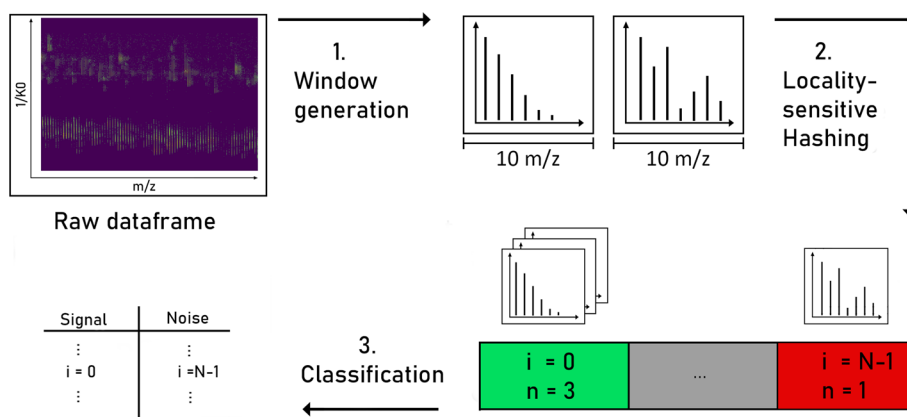 1/K0
m/z
Raw dataframe
1.
Window
generation
10 m/z
10 m/z
2.
Locality-
sensitive
Hashing
Signal
Noise
⋮
⋮
i = 0
i =N-1
⋮
⋮
3.
Classification
i = 0
n = 3
...
i = N-1
n = 1